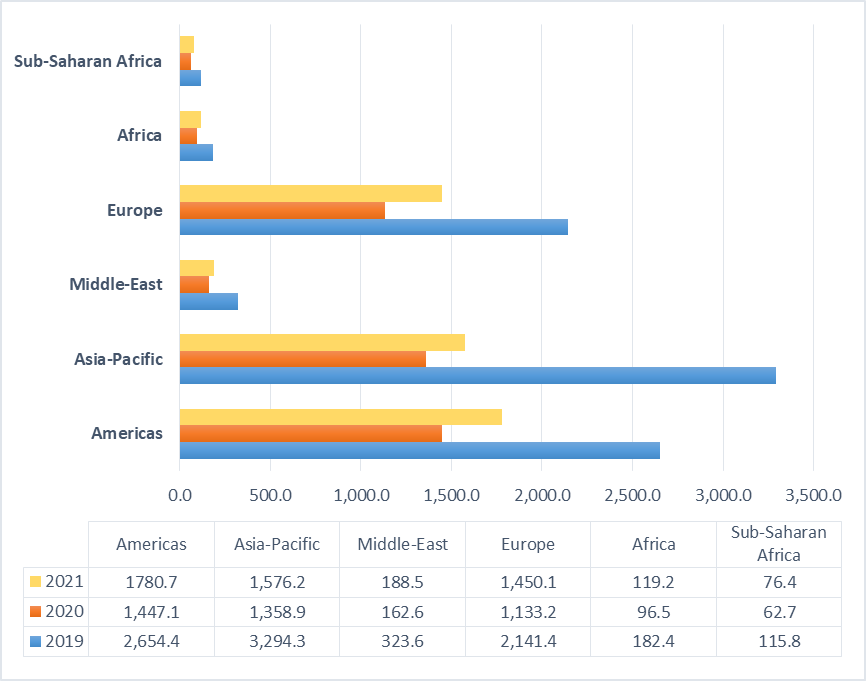 Sub-Saharan Africa
Africa
Europe
Middle-East
Asia-Pacific
Americas
0.0 500.0 1,000.0 1,500.0 2,000.0 2,500.0 3,000.0 3,500.0
Americas Asia-Pacific Middle-East Europe Africa Sub-Saharan
Africa
2021 1780.7 1,576.2 188.5 1,450.1 119.2 76.4
2020 1,447.1 1,358.9 162.6 1,133.2 96.5 62.7
2019 2,654.4 3,294.3 323.6 2,141.4 182.4 115.8